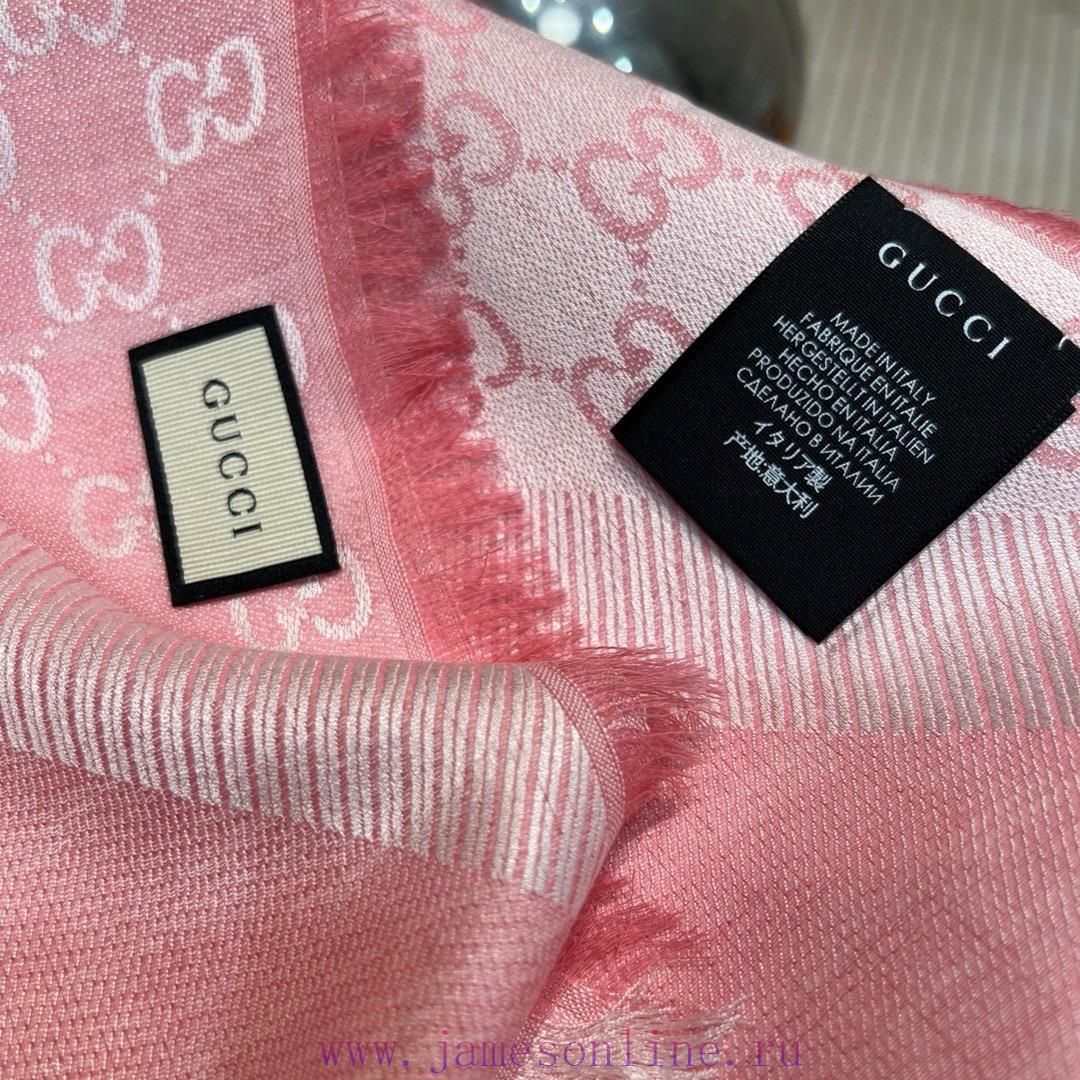 GUCCI
GUCCI
MADE IN ITALY
FABRIQUE EN ITALIE
HERGESTELLT IN ITALIEN
HECHO EN ITALIA
PRODUZIDO NA ITALIA
СДЕЛАНО В ИТАЛИИ
イタリア製
产地:意大利
www.jamesonline.ru